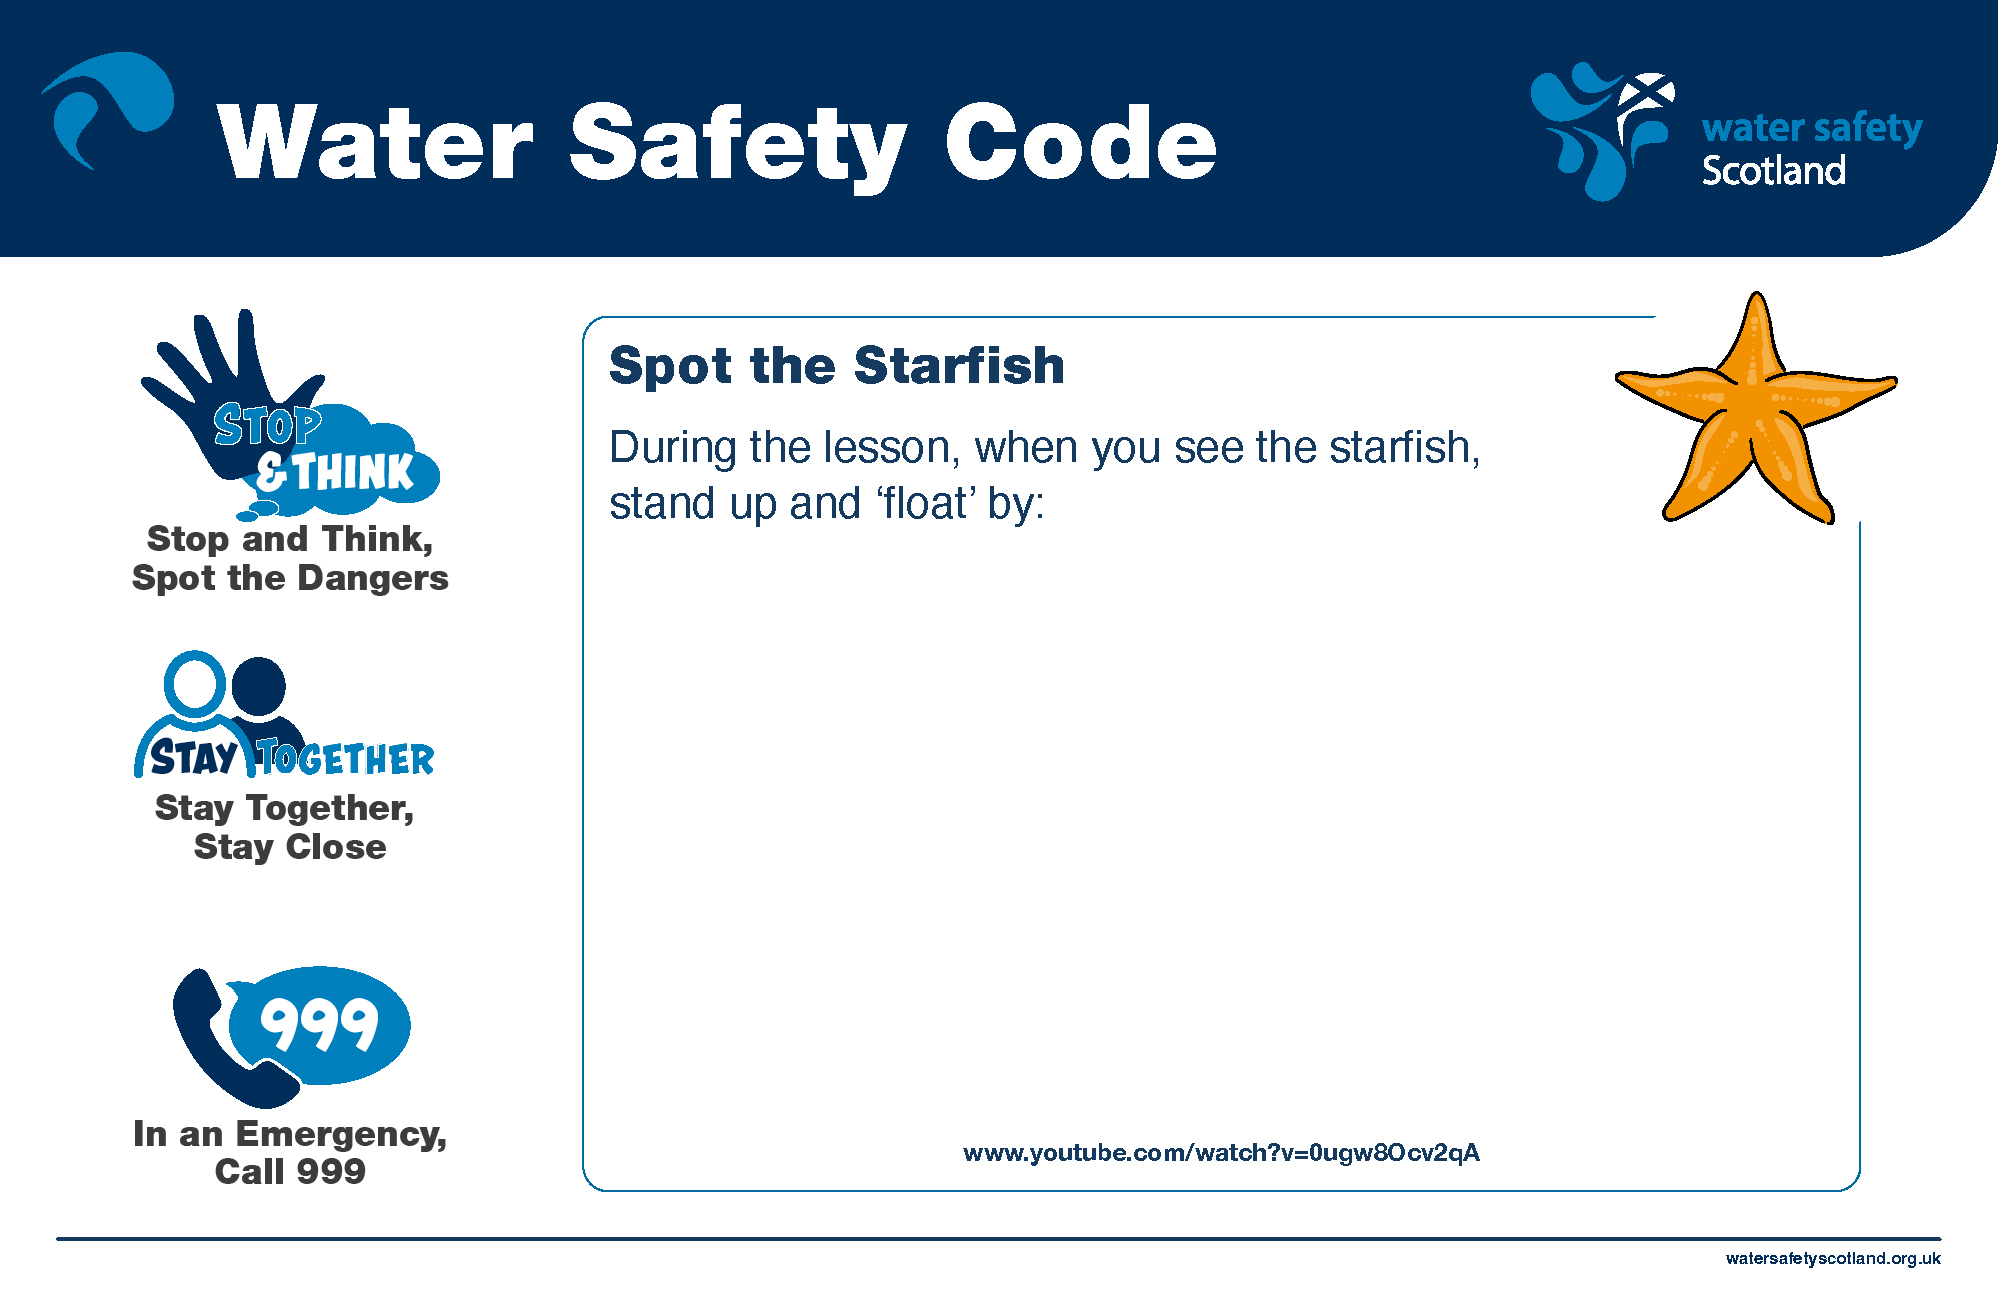 Water Safety Code
water safety
Scotland
STOP
& THINK
Stop and Think,
Spot the Dangers
STAY TOGETHER
Stay Together,
Stay Close
999
In an Emergency,
Call 999
Spot the Starfish
During the lesson, when you see the starfish,
stand up and ‘float’ by:
www.youtube.com/watch?v=0ugw8Ocv2qA
watersafetyscotland.org.uk